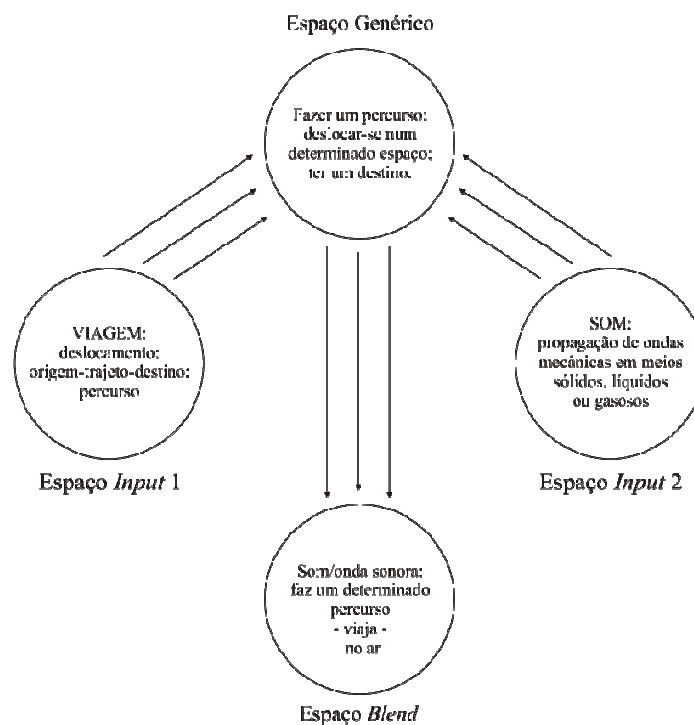 Espaço Genérico
Fazer um percurso;
deslocar-se num
determinado espaço;
ter um destino.
VIAGEM:
deslocamento;
origem-trajeto-destino;
percurso
Espaço Input 1
SOM:
propagação de ondas
mecânicas em meios
sólidos, líquidos
ou gasosos
Espaço Input 2
Som/onda sonora:
faz um determinado
percurso
- viaja -
no ar
Espaço Blend